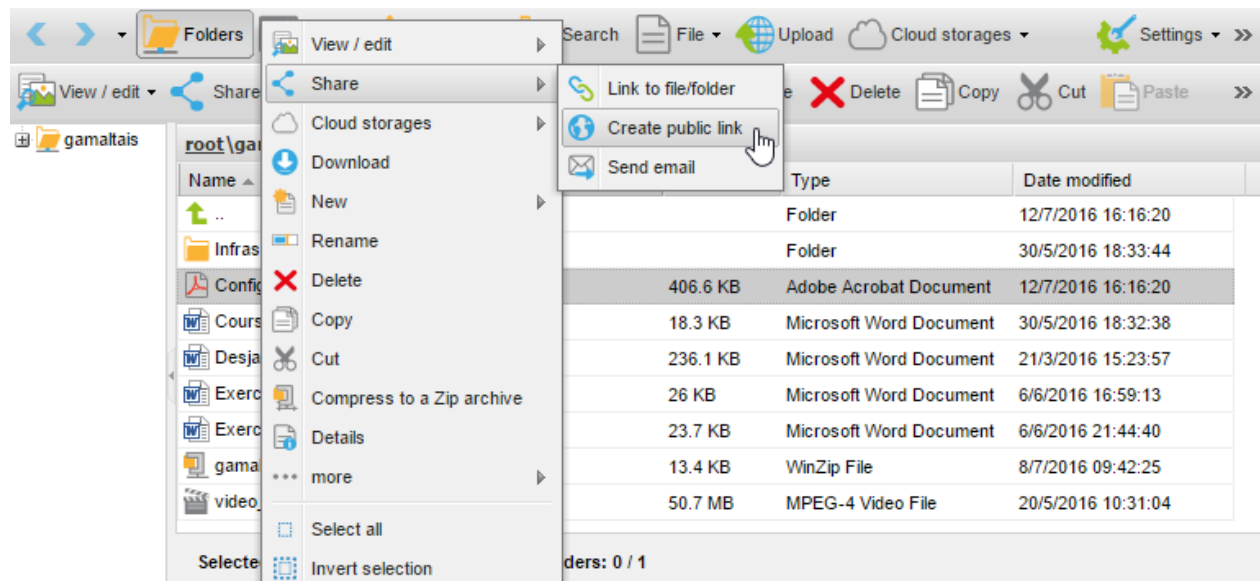 Folders Search File Upload Cloud storages Settings
View / edit Share Delete Copy Cut Paste
gamaltais
root\gam
Name Type Date modified
.. Folder 12/7/2016 16:16:20
Infras Folder 30/5/2016 18:33:44
Config 406.6 KB Adobe Acrobat Document 12/7/2016 16:16:20
Cours 18.3 KB Microsoft Word Document 30/5/2016 18:32:38
Desja 236.1 KB Microsoft Word Document 21/3/2016 15:23:57
Exerc 26 KB Microsoft Word Document 6/6/2016 16:59:13
Exerc 23.7 KB Microsoft Word Document 6/6/2016 21:44:40
gamal 13.4 KB WinZip File 8/7/2016 09:42:25
video_ 50.7 MB MPEG-4 Video File 20/5/2016 10:31:04
Selecte ders: 0 / 1
View / edit
Share
Cloud storages
Download
New
Rename
Delete
Copy
Cut
Compress to a Zip archive
Details
more
Select all
Invert selection
Link to file/folder
Create public link
Send email